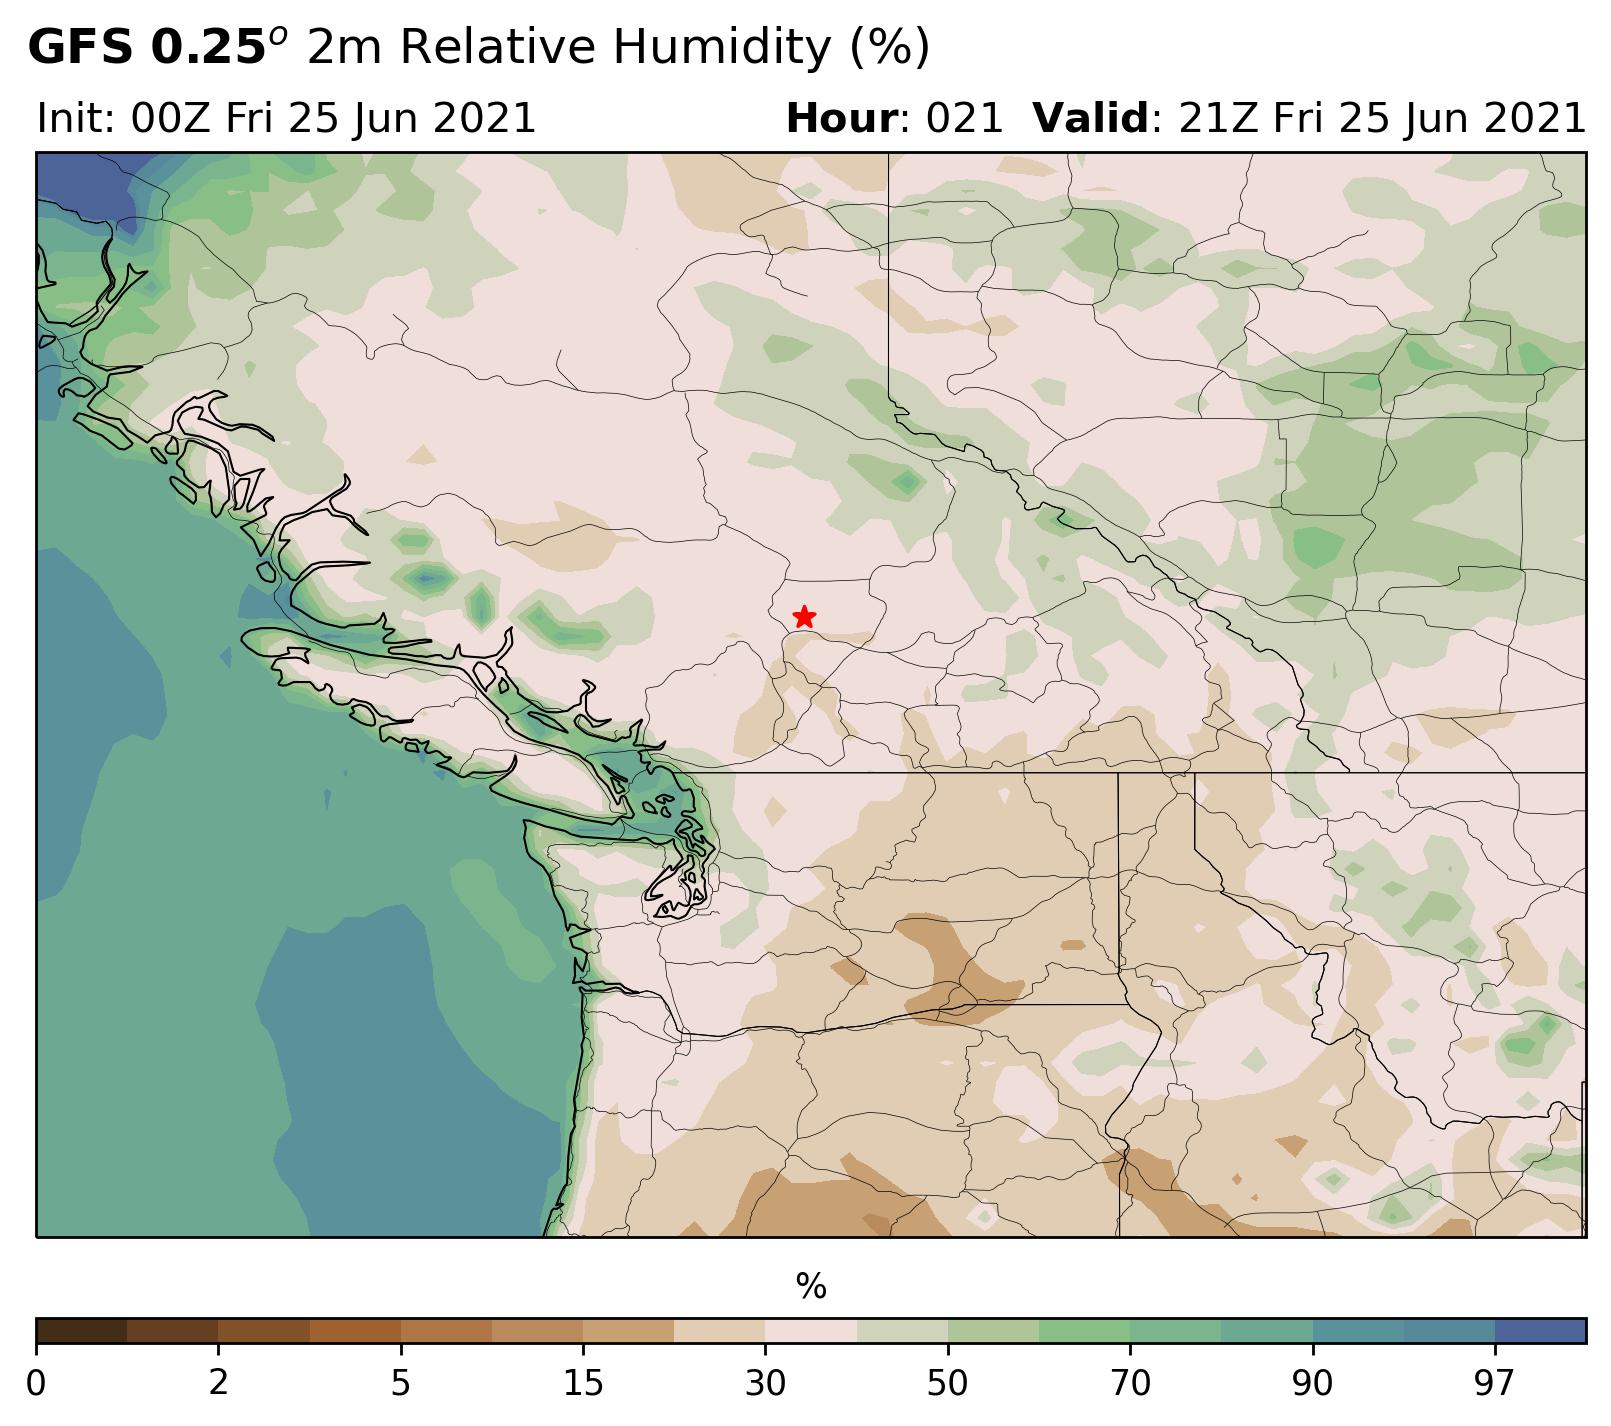 GFS 0.25° 2m Relative Humidity (%)
Init: 00Z Fri 25 Jun 2021
Hour: 021 Valid: 21Z Fri 25 Jun 2021
%
0 2 5 15 30 50 70 90 97